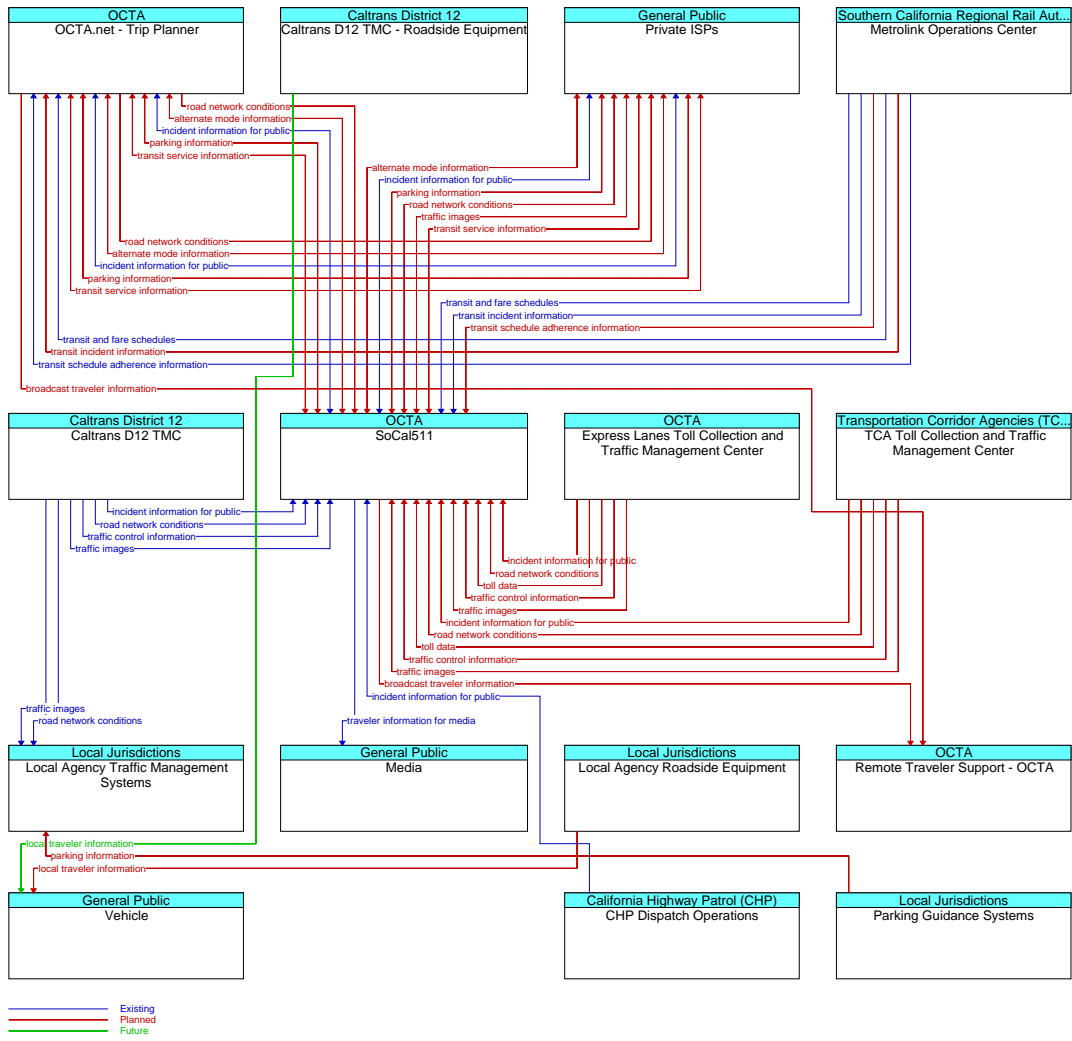 OCTA
OCTA.net - Trip Planner
Caltrans District 12
Caltrans D12 TMC - Roadside Equipment
General Public
Private ISPs
Southern California Regional Rail Aut...
Metrolink Operations Center
road network conditions
alternate mode information
incident information for public
parking information
transit service information
alternate mode information
incident information for public
parking information
road network conditions
traffic images
transit service information
road network conditions
alternate mode information
incident information for public
parking information
transit service information
transit and fare schedules
transit incident information
transit schedule adherence information
transit and fare schedules
transit incident information
transit schedule adherence information
broadcast traveler information
Caltrans District 12
Caltrans D12 TMC
OCTA
SoCal511
OCTA
Express Lanes Toll Collection and
Traffic Management Center
Transportation Corridor Agencies (TC...
TCA Toll Collection and Traffic
Management Center
incident information for public
road network conditions
traffic control information
traffic images
incident information for public
road network conditions
toll data
traffic control information
traffic images
incident information for public
road network conditions
toll data
traffic control information
traffic images
broadcast traveler information
incident information for public
traffic images
road network conditions
traveler information for media
Local Jurisdictions
Local Agency Traffic Management
Systems
General Public
Media
Local Jurisdictions
Local Agency Roadside Equipment
OCTA
Remote Traveler Support - OCTA
local traveler information
parking information
local traveler information
General Public
Vehicle
California Highway Patrol (CHP)
CHP Dispatch Operations
Local Jurisdictions
Parking Guidance Systems
Existing
Planned
Future